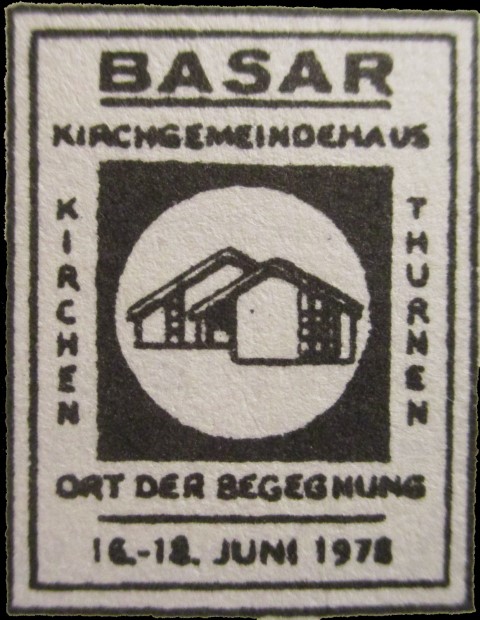 BASAR
KIRCHGEMEINDEHAUS
KIRCHEN
THURNEN
ORT DER BEGEGNUNG
16.-18. JUNI 1978